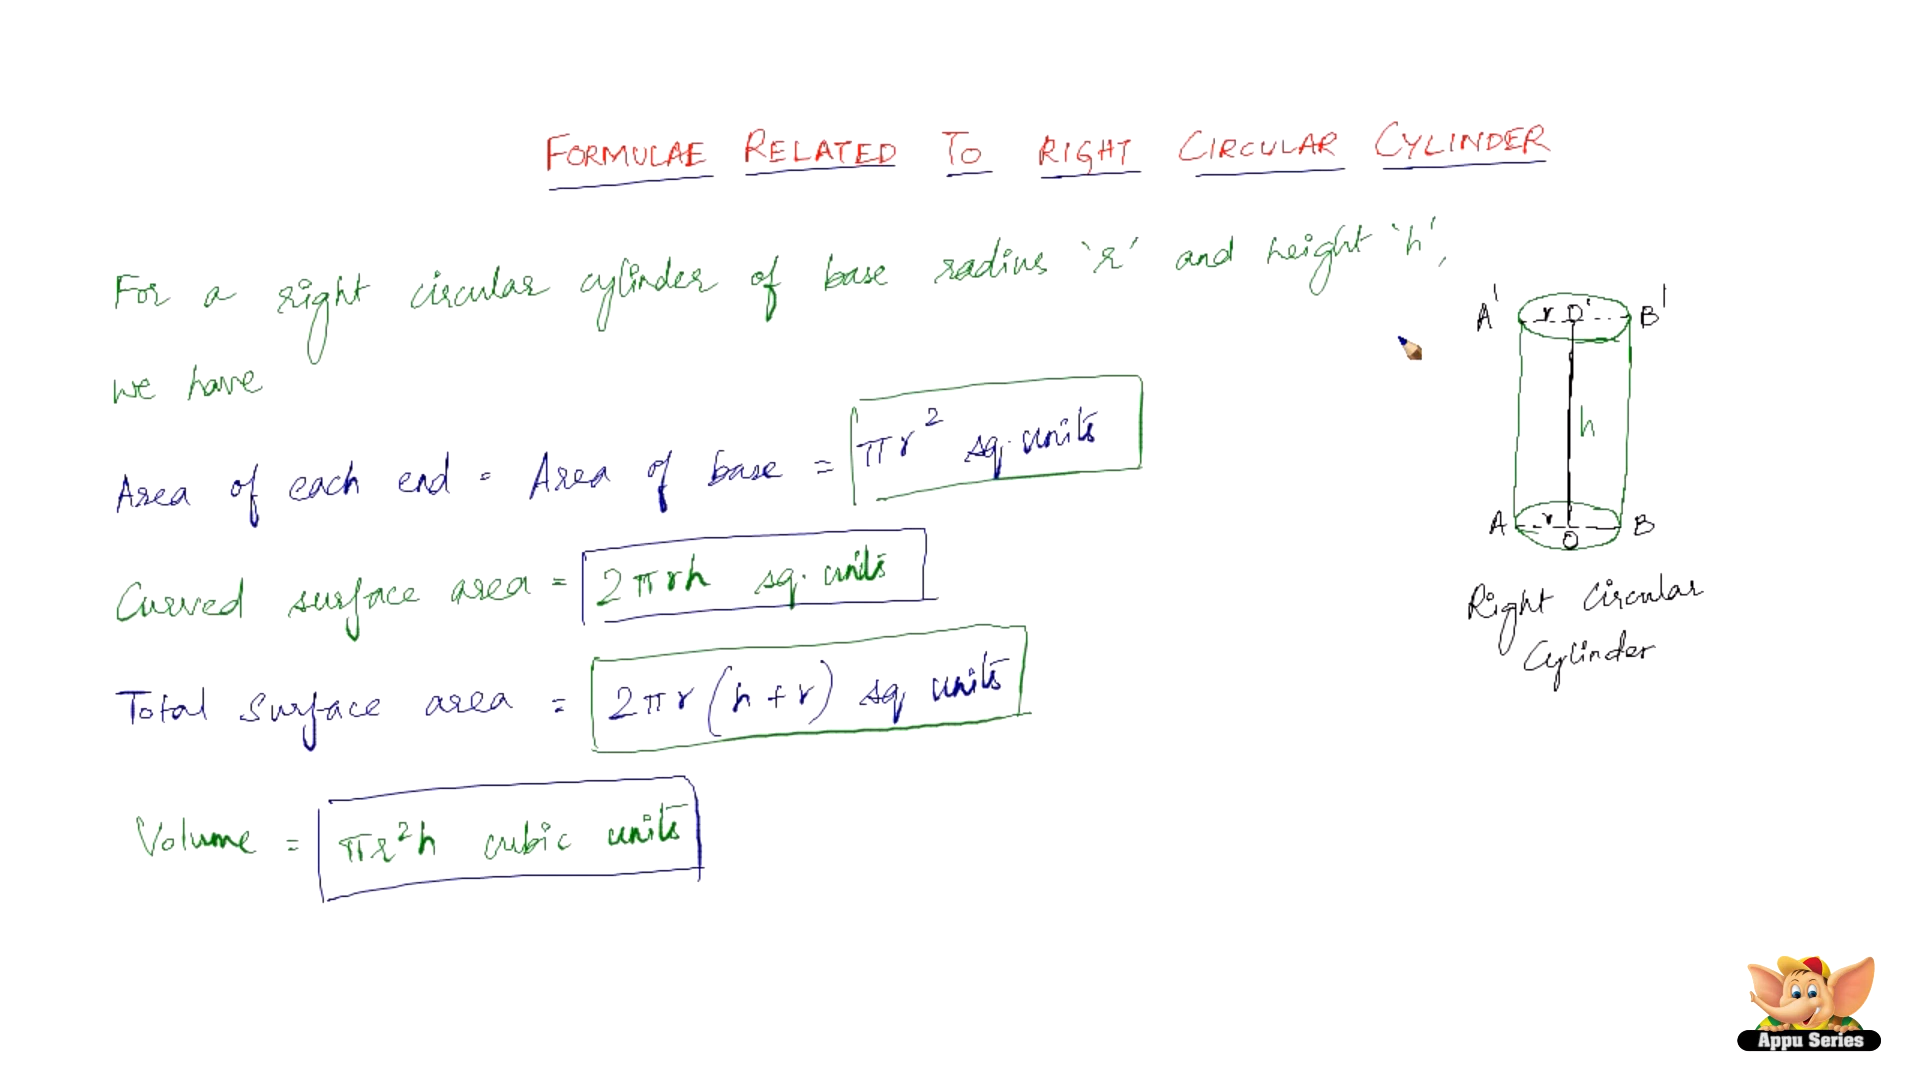 FORMULAE RELATED TO RIGHT CIRCULAR CYLINDER
For a right circular cylinder of base radius 'r' and height 'h',
we have
Area of each end = Area of base = πr² sq. units
Curved surface area = 2πrh sq. units
Total Surface area = 2πr(h+r) sq units
Volume = πr²h cubic units
A' r O' B'
h
A r B
O
Right Circular
Cylinder
Appu Series